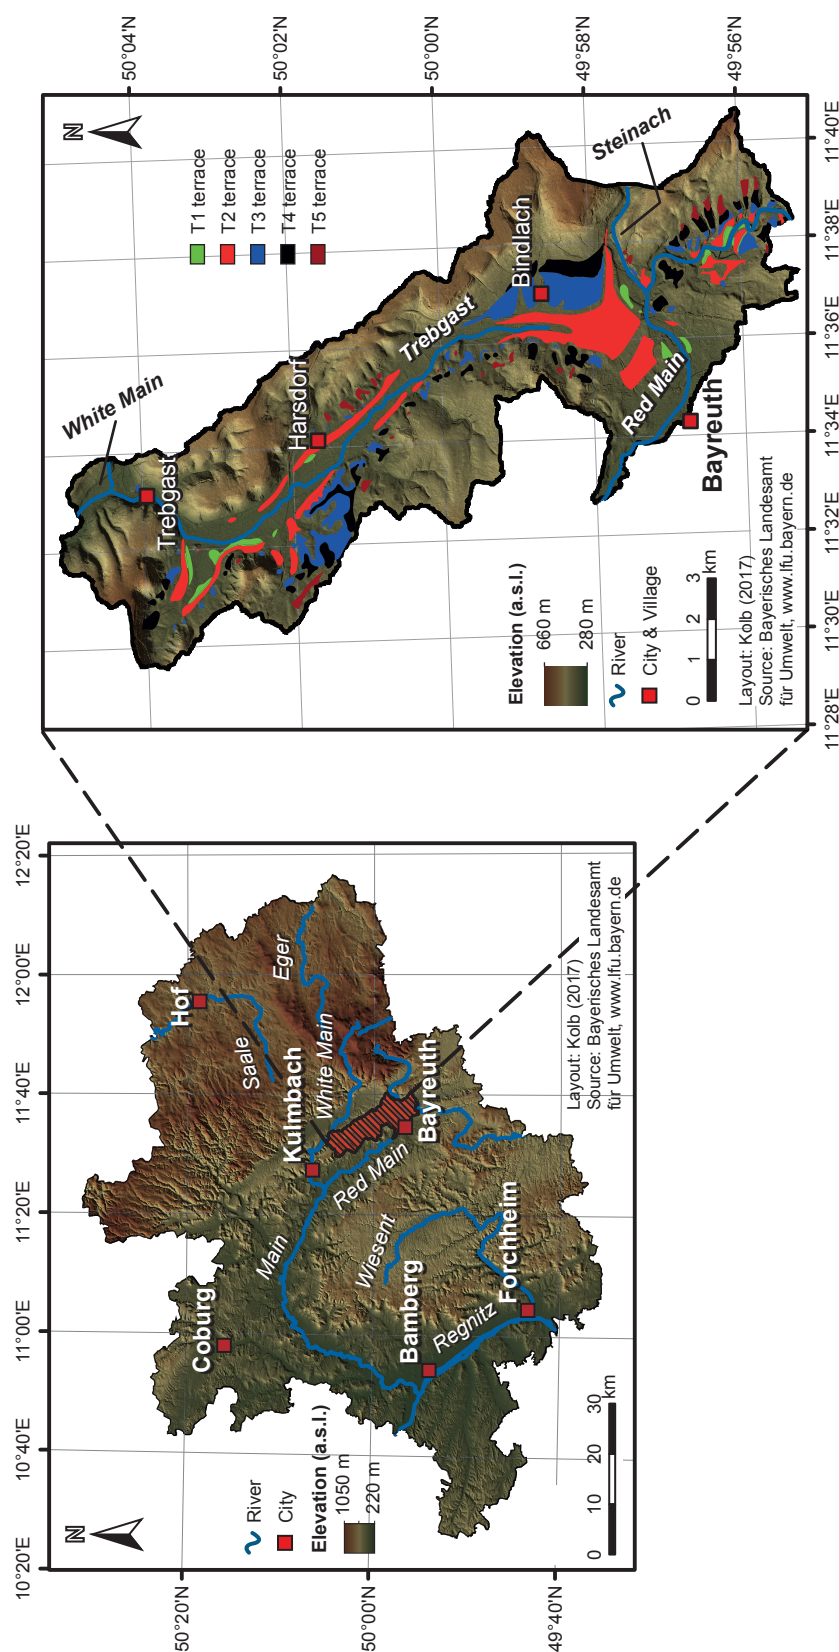 10°20'E
10°40'E
11°00'E
11°20'E
11°40'E
12°00'E
12°20'E
50°20'N
50°00'N
49°40'N
N
River
City
Elevation (a.s.l.)
1050 m
220 m
0 10 20 30
km
Coburg
Hof
Saale
Eger
Kulmbach
White Main
Main
Red Main
Bayreuth
Wiesent
Bamberg
Regnitz
Forchheim
Layout: Kolb (2017)
Source: Bayerisches Landesamt
für Umwelt, www.lfu.bayern.de
50°04'N
50°02'N
50°00'N
49°58'N
49°56'N
11°28'E
11°30'E
11°32'E
11°34'E
11°36'E
11°38'E
11°40'E
N
T1 terrace
T2 terrace
T3 terrace
T4 terrace
T5 terrace
White Main
Trebgast
Harsdorf
Trebgast
Bindlach
Steinach
Red Main
Bayreuth
Elevation (a.s.l.)
660 m
280 m
River
City & Village
0 1 2 3
km
Layout: Kolb (2017)
Source: Bayerisches Landesamt
für Umwelt, www.lfu.bayern.de